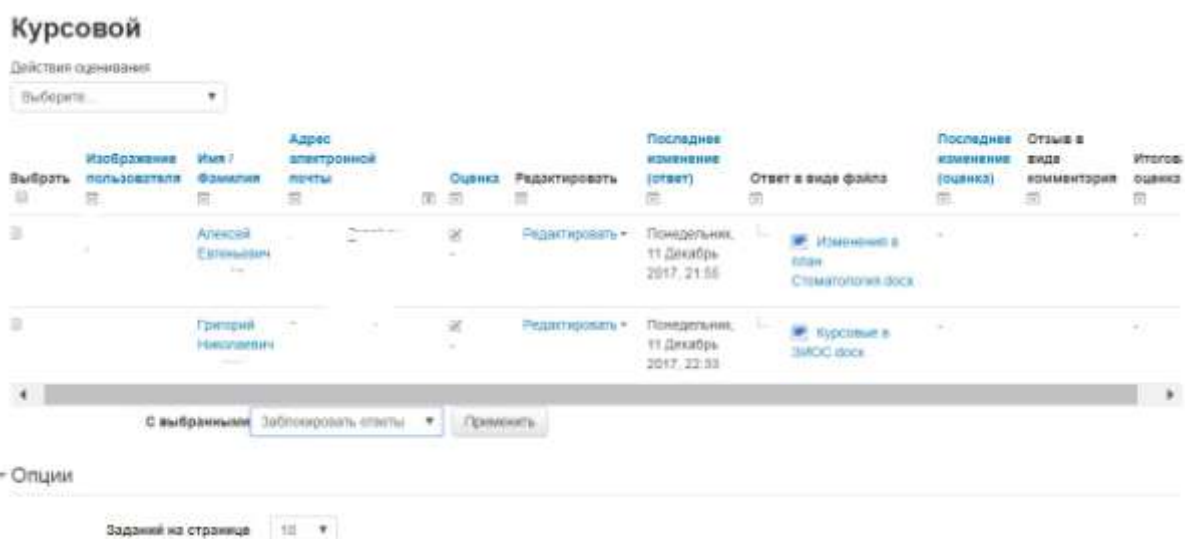 Курсовой
Действия оценивания
Выберите...
Выбрать Изображение пользователя Имя / Фамилия Адрес электронной почты Оценка Редактировать Последнее изменение (ответ) Ответ в виде файла Последнее изменение (оценка) Отзыв в виде комментария Итогов оценка
Алексей Евгеньевич - Редактировать Понедельник, 11 Декабрь 2017, 21:55 Изменения в план Стоматология.docx - -
Григорий Николаевич - Редактировать Понедельник, 11 Декабрь 2017, 22:33 Курсовые в ЭИОС.docx - -
С выбранными Заблокировать ответы Применить
Опции
Заданий на странице 10